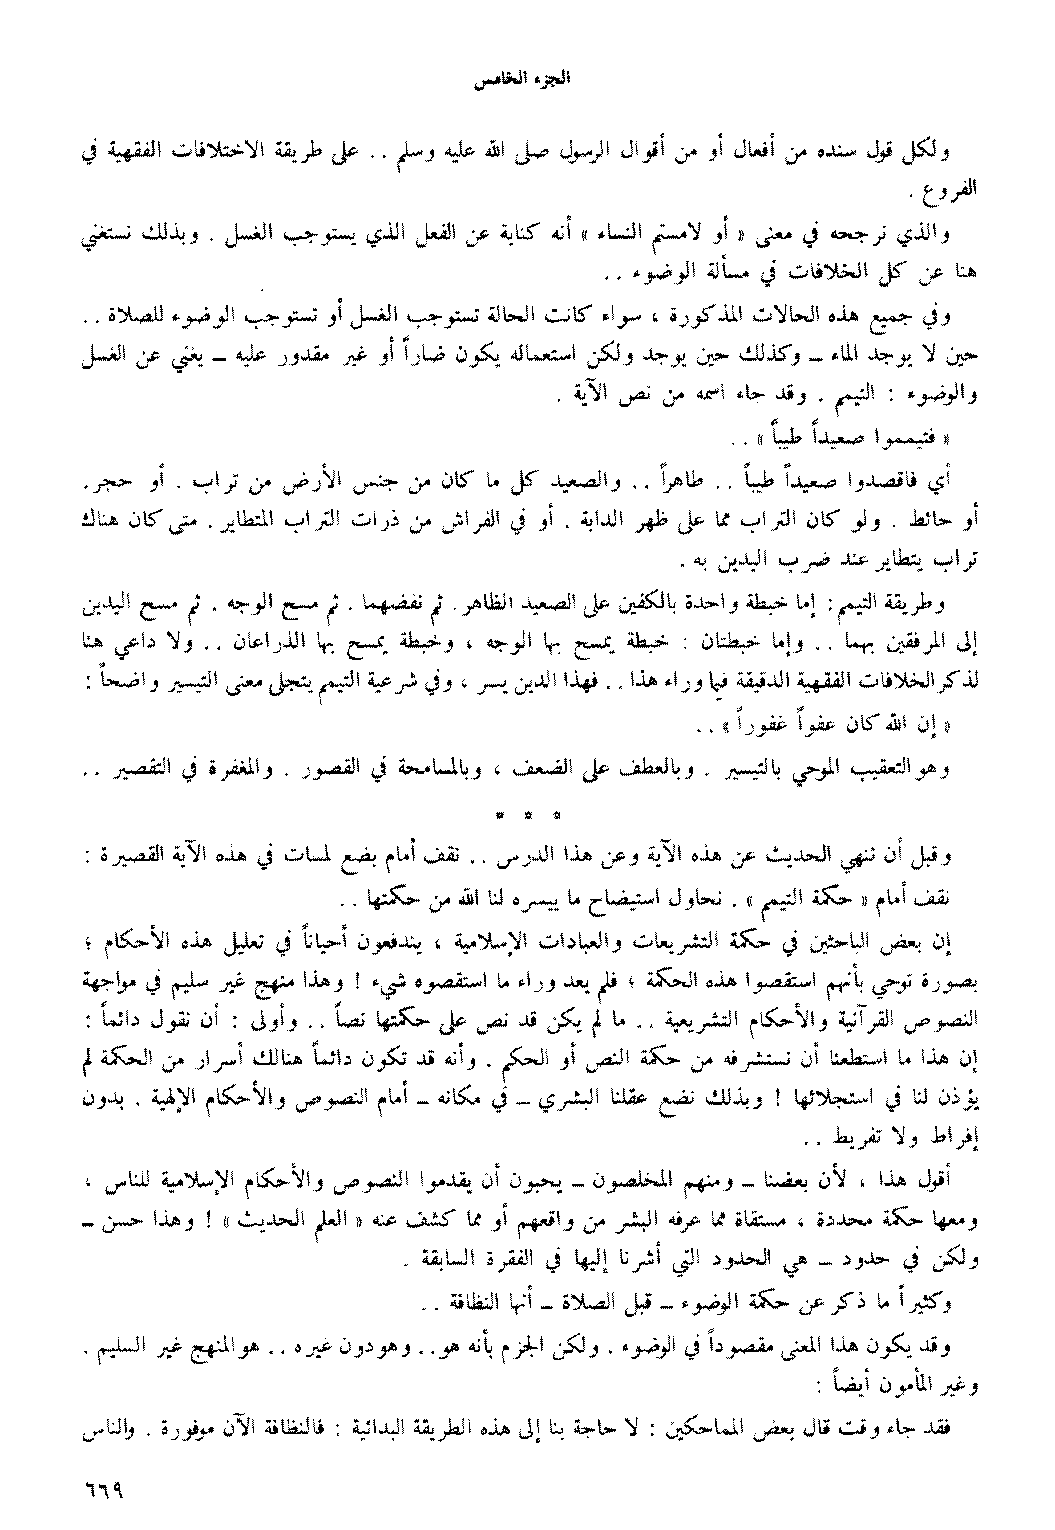 الجزء الخامس
ولكل قول سنده من أفعال أو من أقوال الرسول صلى الله عليه وسلم .. على طريقة الاختلافات الفقهية في
الفروع .
والذي نرجحه في معنى « أو لامستم النساء » أنه كناية عن الفعل الذي يستوجب الغسل . وبذلك نستغني
هنا عن كل الخلافات في مسألة الوضوء ..
وفي جميع هذه الحالات المذكورة ، سواء كانت الحالة تستوجب الغسل أو تستوجب الوضوء للصلاة ..
حين لا يوجد الماء – وكذلك حين يوجد ولكن استعماله يكون ضاراً أو غير مقدور عليه – يغني عن الغسل
والوضوء : التيمم . وقد جاء اسمه من نص الآية .
« فتيمموا صعيداً طيباً » ..
أي فاقصدوا صعيداً طيباً .. طاهراً .. والصعيد كل ما كان من جنس الأرض من تراب . أو حجر.
أو حائط . ولو كان التراب مما على ظهر الدابة . أو في الفراش من ذرات التراب المتطاير . متى كان هناك
تراب يتطاير عند ضرب اليدين به .
وطريقة التيمم: إما خبطة واحدة بالكفين على الصعيد الظاهر. ثم نفضهما . ثم مسح الوجه . ثم مسح اليدين
إلى المرفقين بهما .. وإما خبطتان : خبطة يمسح بها الوجه ، وخبطة يمسح بها الذراعان .. ولا داعي هنا
لذكر الخلافات الفقهية الدقيقة فيما وراء هذا .. فهذا الدين يسر ، وفي شرعية التيمم يتجلى معنى التيسير واضحاً :
« إن الله كان عفواً غفوراً » ..
وهو التعقيب الموحي بالتيسير . وبالعطف على الضعف ، وبالمسامحة في القصور . والمغفرة في التقصير ..
* * *
وقبل أن ننهي الحديث عن هذه الآية وعن هذا الدرس .. نقف أمام بضع لمسات في هذه الآية القصيرة :
نقف أمام « حكمة التيمم » . نحاول استيضاح ما ييسره لنا الله من حكمتها ..
إن بعض الباحثين في حكمة التشريعات والعبادات الإسلامية ، يندفعون أحياناً في تعليل هذه الأحكام ؛
بصورة توحي بأنهم استقصوا هذه الحكمة ؛ فلم يعد وراء ما استقصوه شيء ! وهذا منهج غير سليم في مواجهة
النصوص القرآنية والأحكام التشريعية .. ما لم يكن قد نص على حكمتها نصاً .. وأولى : أن نقول دائماً :
إن هذا ما استطعنا أن نستشرفه من حكمة النص أو الحكم . وأنه قد تكون دائماً هنالك أسرار من الحكمة لم
يؤذن لنا في استجلائها ! وبذلك نضع عقلنا البشري – في مكانه – أمام النصوص والأحكام الإلهية . بدون
إفراط ولا تفريط ..
أقول هذا ، لأن بعضنا – ومنهم المخلصون – يحبون أن يقدموا النصوص والأحكام الإسلامية للناس ،
ومعها حكمة محددة ، مستقاة مما عرفه البشر من واقعهم أو مما كشف عنه « العلم الحديث » ! وهذا حسن –
ولكن في حدود – هي الحدود التي أشرنا إليها في الفقرة السابقة .
وكثيراً ما ذكر عن حكمة الوضوء – قبل الصلاة – أنها النظافة ..
وقد يكون هذا المعنى مقصوداً في الوضوء . ولكن الجزم بأنه هو.. وهو دون غيره .. هو المنهج غير السليم .
وغير المأمون أيضاً :
فقد جاء وقت قال بعض المماحكين : لا حاجة بنا إلى هذه الطريقة البدائية : فالنظافة الآن موفورة . والناس
٦٦٩